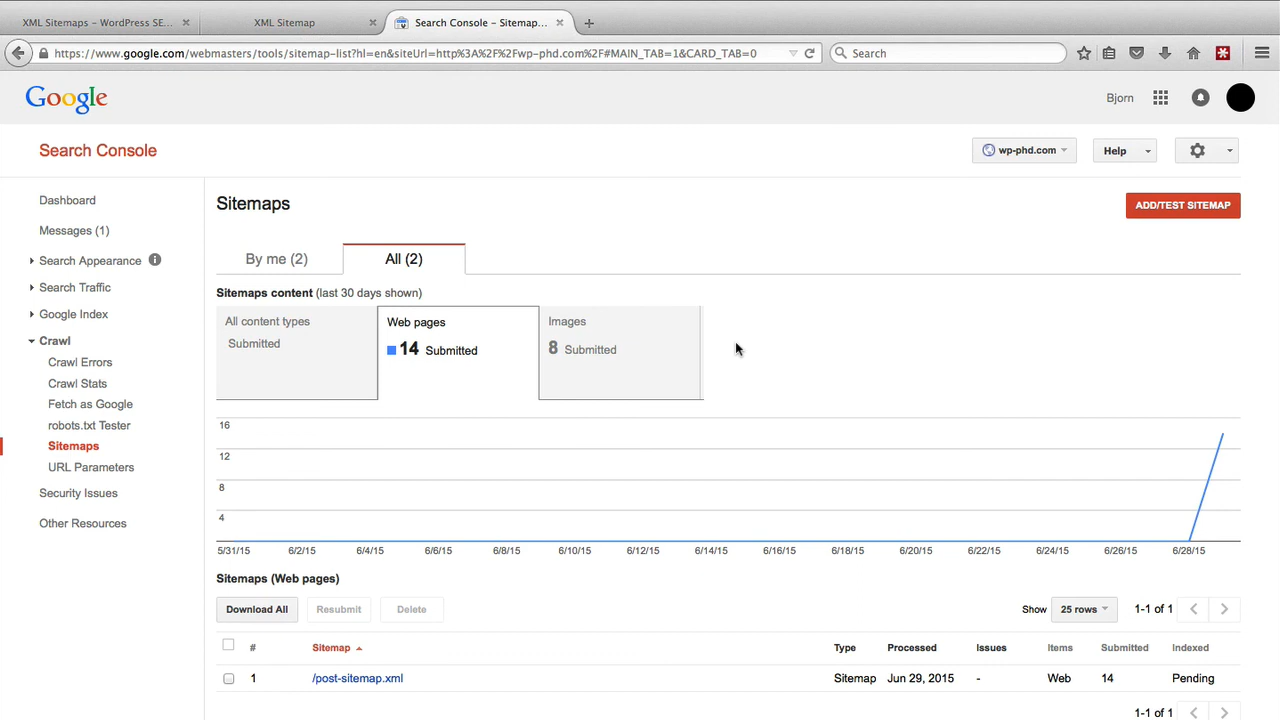 XML Sitemaps – WordPress SE... × XML Sitemap × Search Console – Sitemap... × +
https://www.google.com/webmasters/tools/sitemap-list?hl=en&siteUrl=http%3A%2F%2Fwp-phd.com%2F#MAIN_TAB=1&CARD_TAB=0 Search
Google Bjorn
Search Console wp-phd.com Help
Dashboard
Messages (1)
Search Appearance i
Search Traffic
Google Index
Crawl
Crawl Errors
Crawl Stats
Fetch as Google
robots.txt Tester
Sitemaps
URL Parameters
Security Issues
Other Resources
Sitemaps ADD/TEST SITEMAP
By me (2) All (2)
Sitemaps content (last 30 days shown)
All content types
Submitted
Web pages
14 Submitted
Images
8 Submitted
16
12
8
4
5/31/15 6/2/15 6/4/15 6/6/15 6/8/15 6/10/15 6/12/15 6/14/15 6/16/15 6/18/15 6/20/15 6/22/15 6/24/15 6/26/15 6/28/15
Sitemaps (Web pages)
Download All Resubmit Delete Show 25 rows 1-1 of 1
# Sitemap Type Processed Issues Items Submitted Indexed
1 /post-sitemap.xml Sitemap Jun 29, 2015 - Web 14 Pending
1-1 of 1